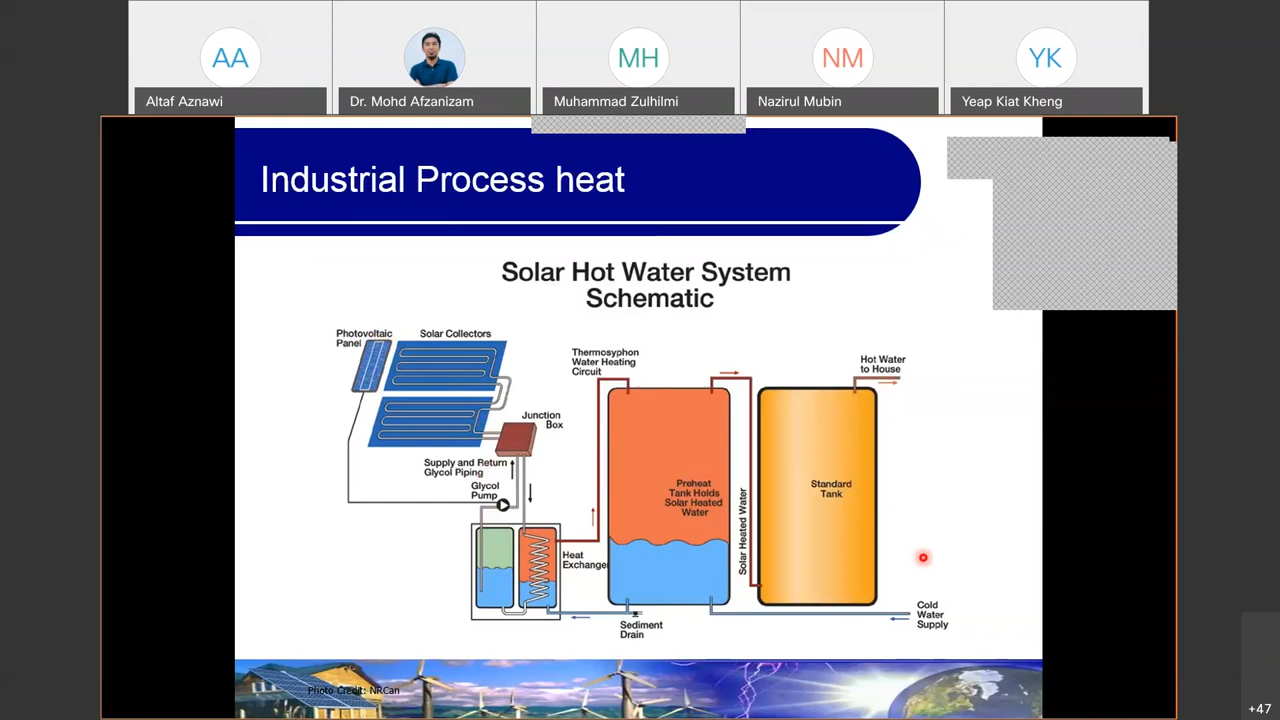 AA
MH
NM
YK
Altaf Aznawi
Dr. Mohd Afzanizam
Muhammad Zulhilmi
Nazirul Mubin
Yeap Kiat Kheng
Industrial Process heat
Solar Hot Water System
Schematic
Photovoltaic
Panel
Solar Collectors
Thermosyphon
Water Heating
Circuit
Hot Water
to House
Junction
Box
Supply and Return
Glycol Piping
Glycol
Pump
Preheat
Tank Holds
Solar Heated
Water
Standard
Tank
Solar Heated Water
Heat
Exchanger
Sediment
Drain
Cold
Water
Supply
Photo Credit: NRCan
+47